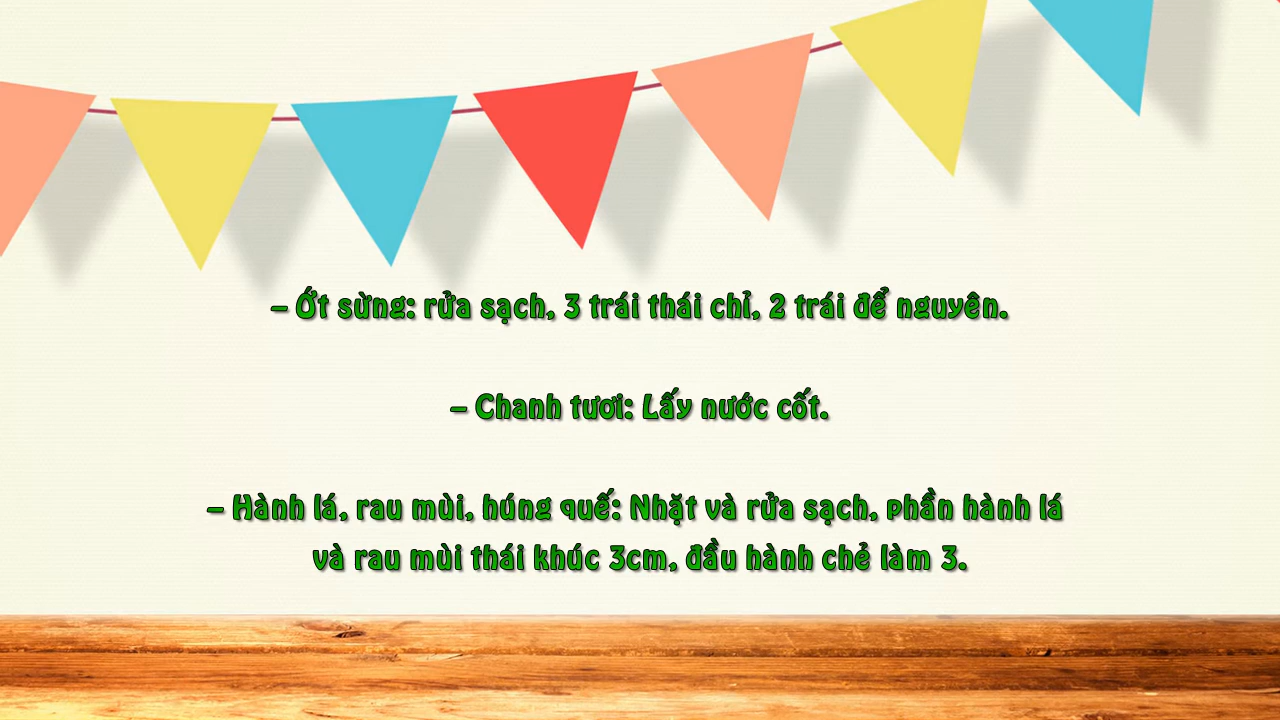 – Ớt sừng: rửa sạch, 3 trái thái chỉ, 2 trái để nguyên.
– Chanh tươi: Lấy nước cốt.
– Hành lá, rau mùi, húng quế: Nhặt và rửa sạch, phần hành lá
và rau mùi thái khúc 3cm, đầu hành chẻ làm 3.